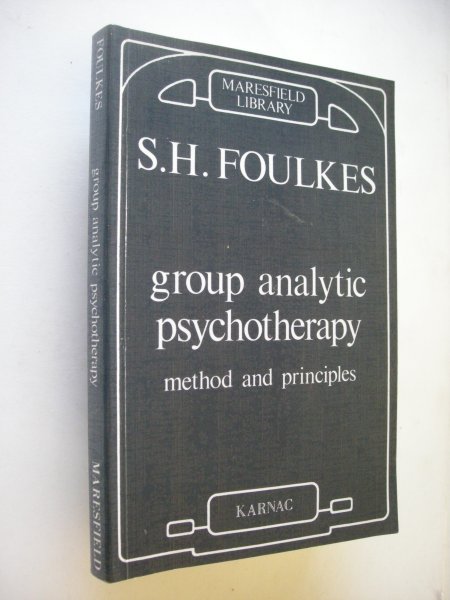 FOULKES
group analytic psychotherapy
MARESFIELD
MARESFIELD
LIBRARY
S.H. FOULKES
group analytic
psychotherapy
method and principles
KARNAC